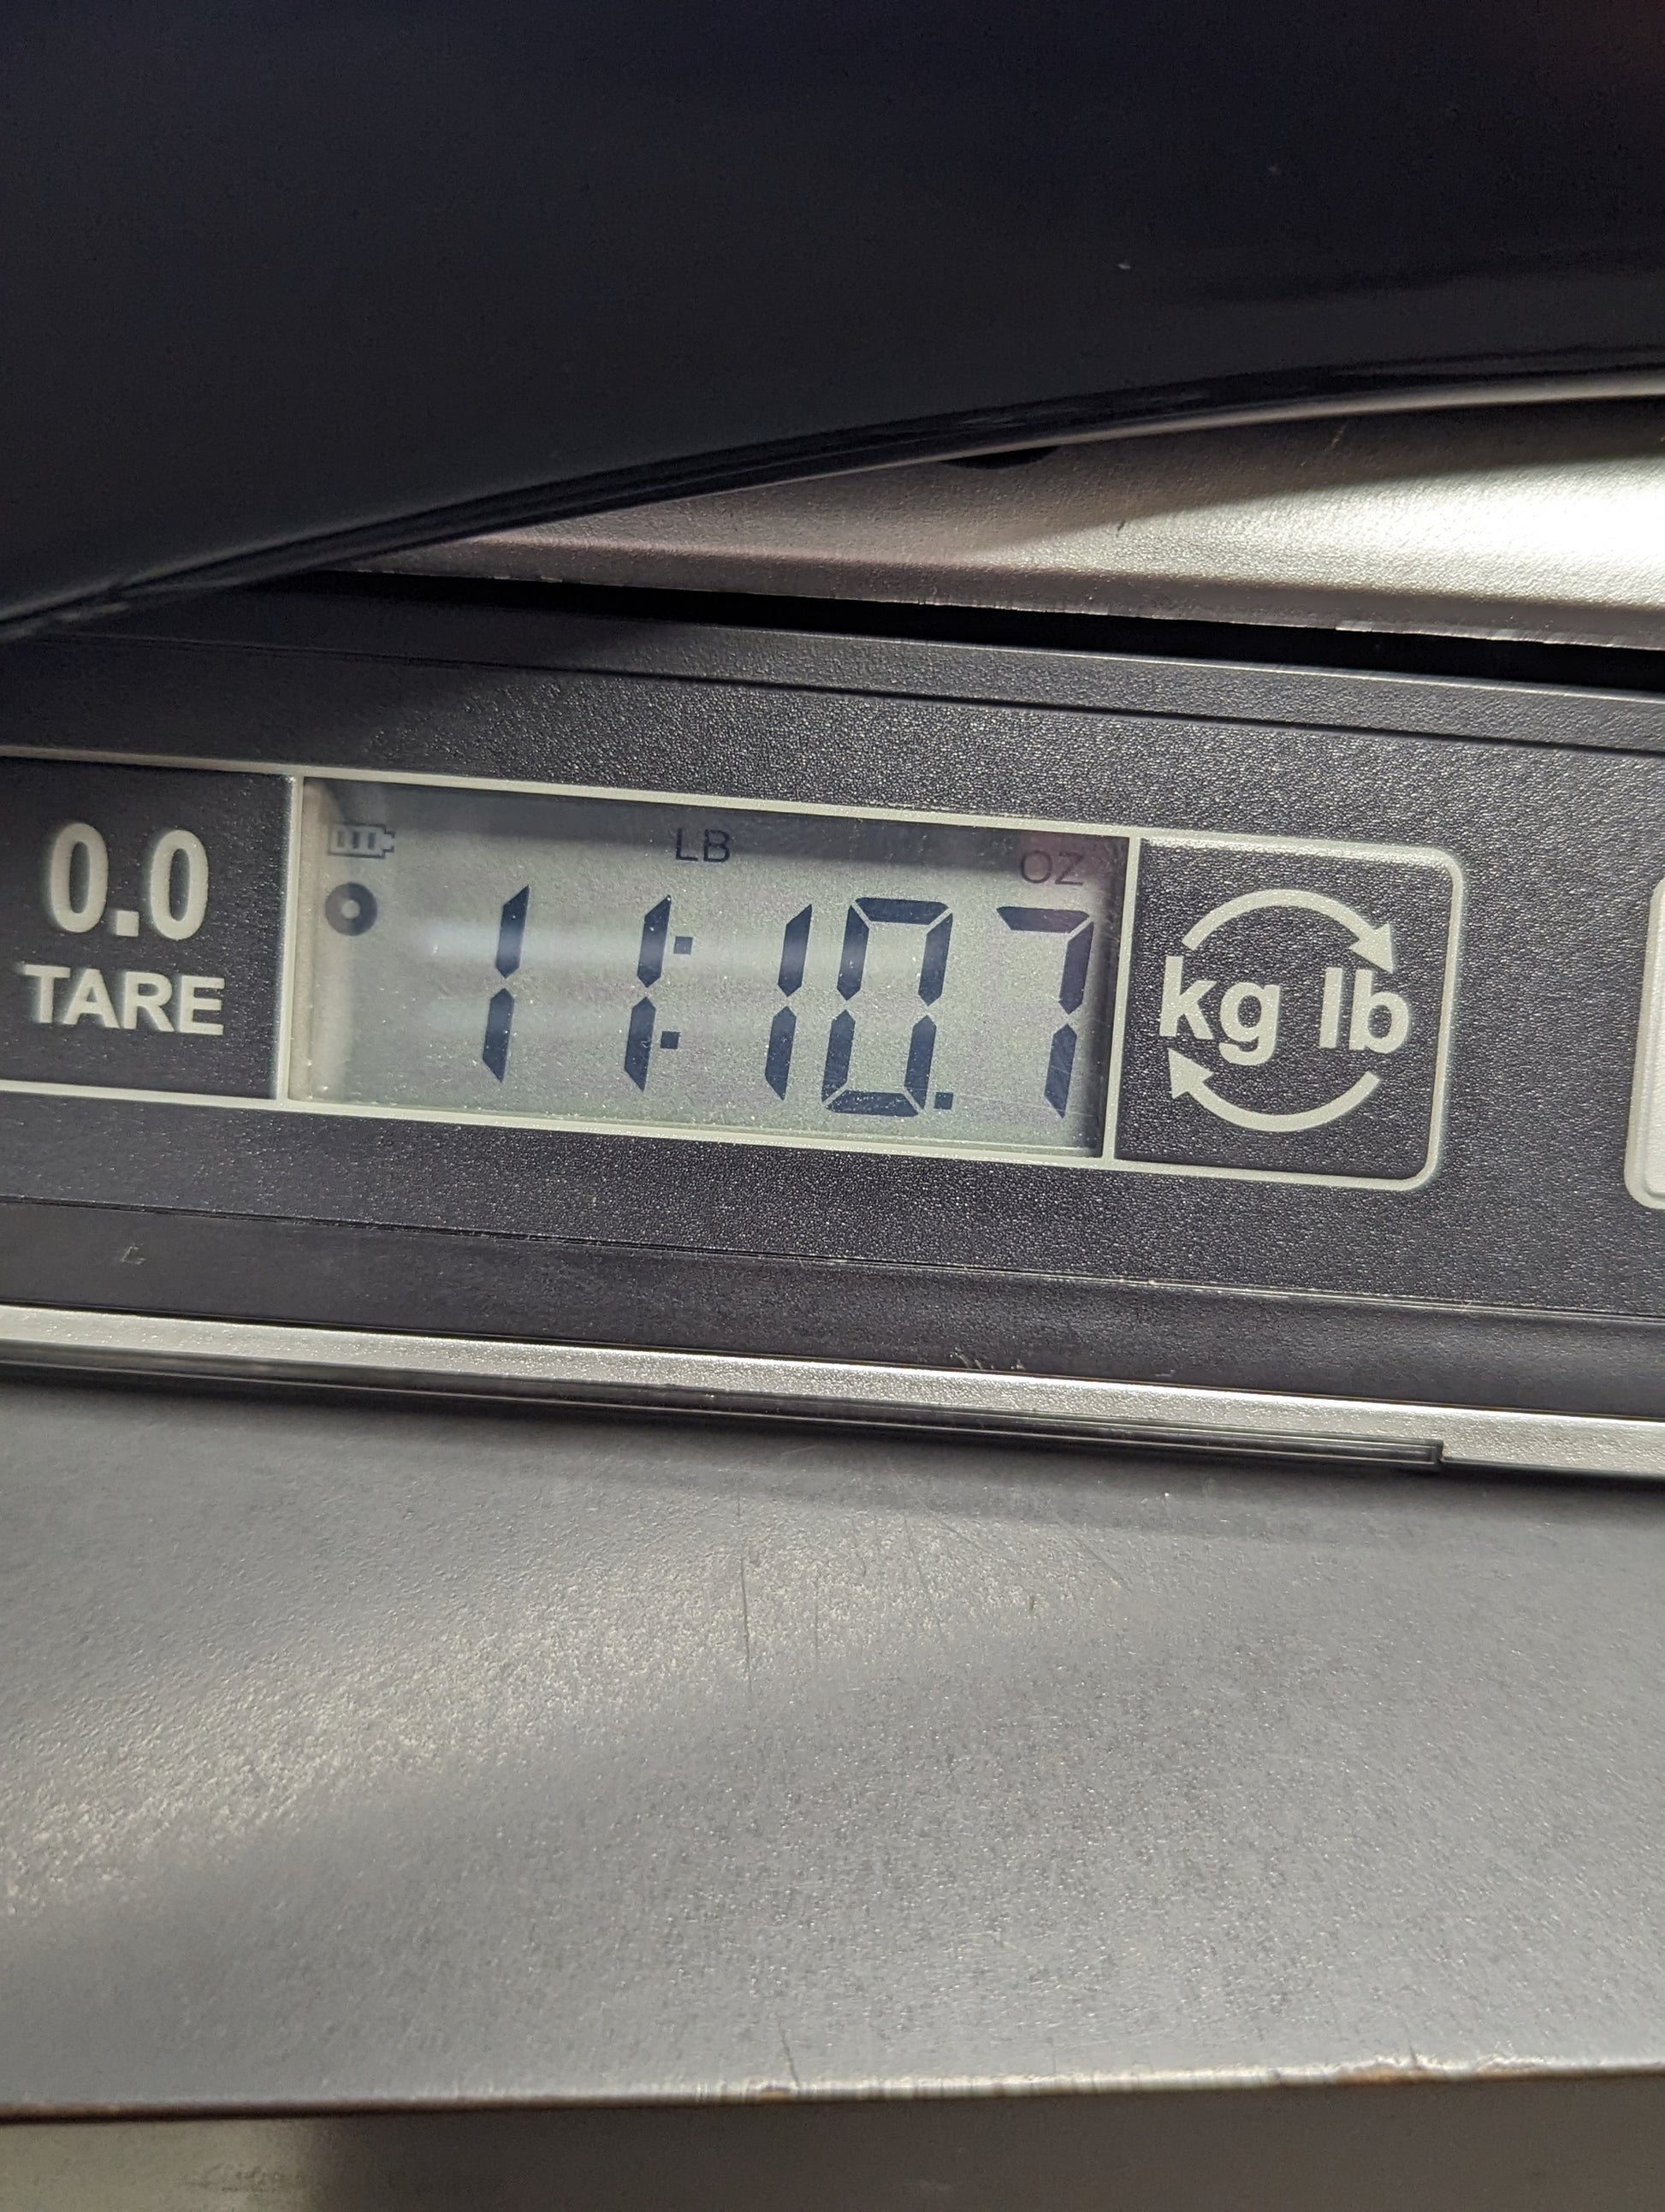 0.0
TARE
LB OZ
11:10.7
kg lb